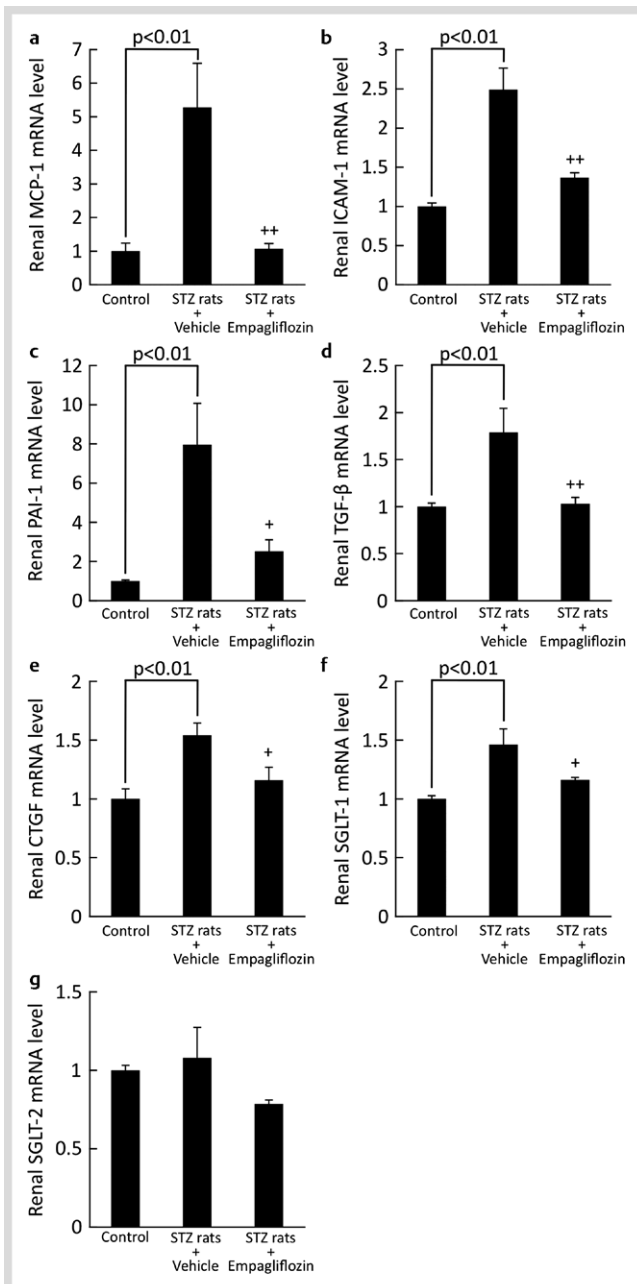 a
p<0.01
Renal MCP-1 mRNA level
7
6
5
4
3
2
1
0
++
Control
STZ rats
+
Vehicle
STZ rats
+
Empagliflozin
b
p<0.01
Renal ICAM-1 mRNA level
3
2.5
2
1.5
1
0.5
0
++
Control
STZ rats
+
Vehicle
STZ rats
+
Empagliflozin
c
p<0.01
Renal PAI-1 mRNA level
12
10
8
6
4
2
0
+
Control
STZ rats
+
Vehicle
STZ rats
+
Empagliflozin
d
p<0.01
Renal TGF-β mRNA level
2.5
2
1.5
1
0.5
0
++
Control
STZ rats
+
Vehicle
STZ rats
+
Empagliflozin
e
p<0.01
Renal CTGF mRNA level
2
1.5
1
0.5
0
+
Control
STZ rats
+
Vehicle
STZ rats
+
Empagliflozin
f
p<0.01
Renal SGLT-1 mRNA level
2
1.5
1
0.5
0
+
Control
STZ rats
+
Vehicle
STZ rats
+
Empagliflozin
g
Renal SGLT-2 mRNA level
1.5
1
0.5
0
Control
STZ rats
+
Vehicle
STZ rats
+
Empagliflozin